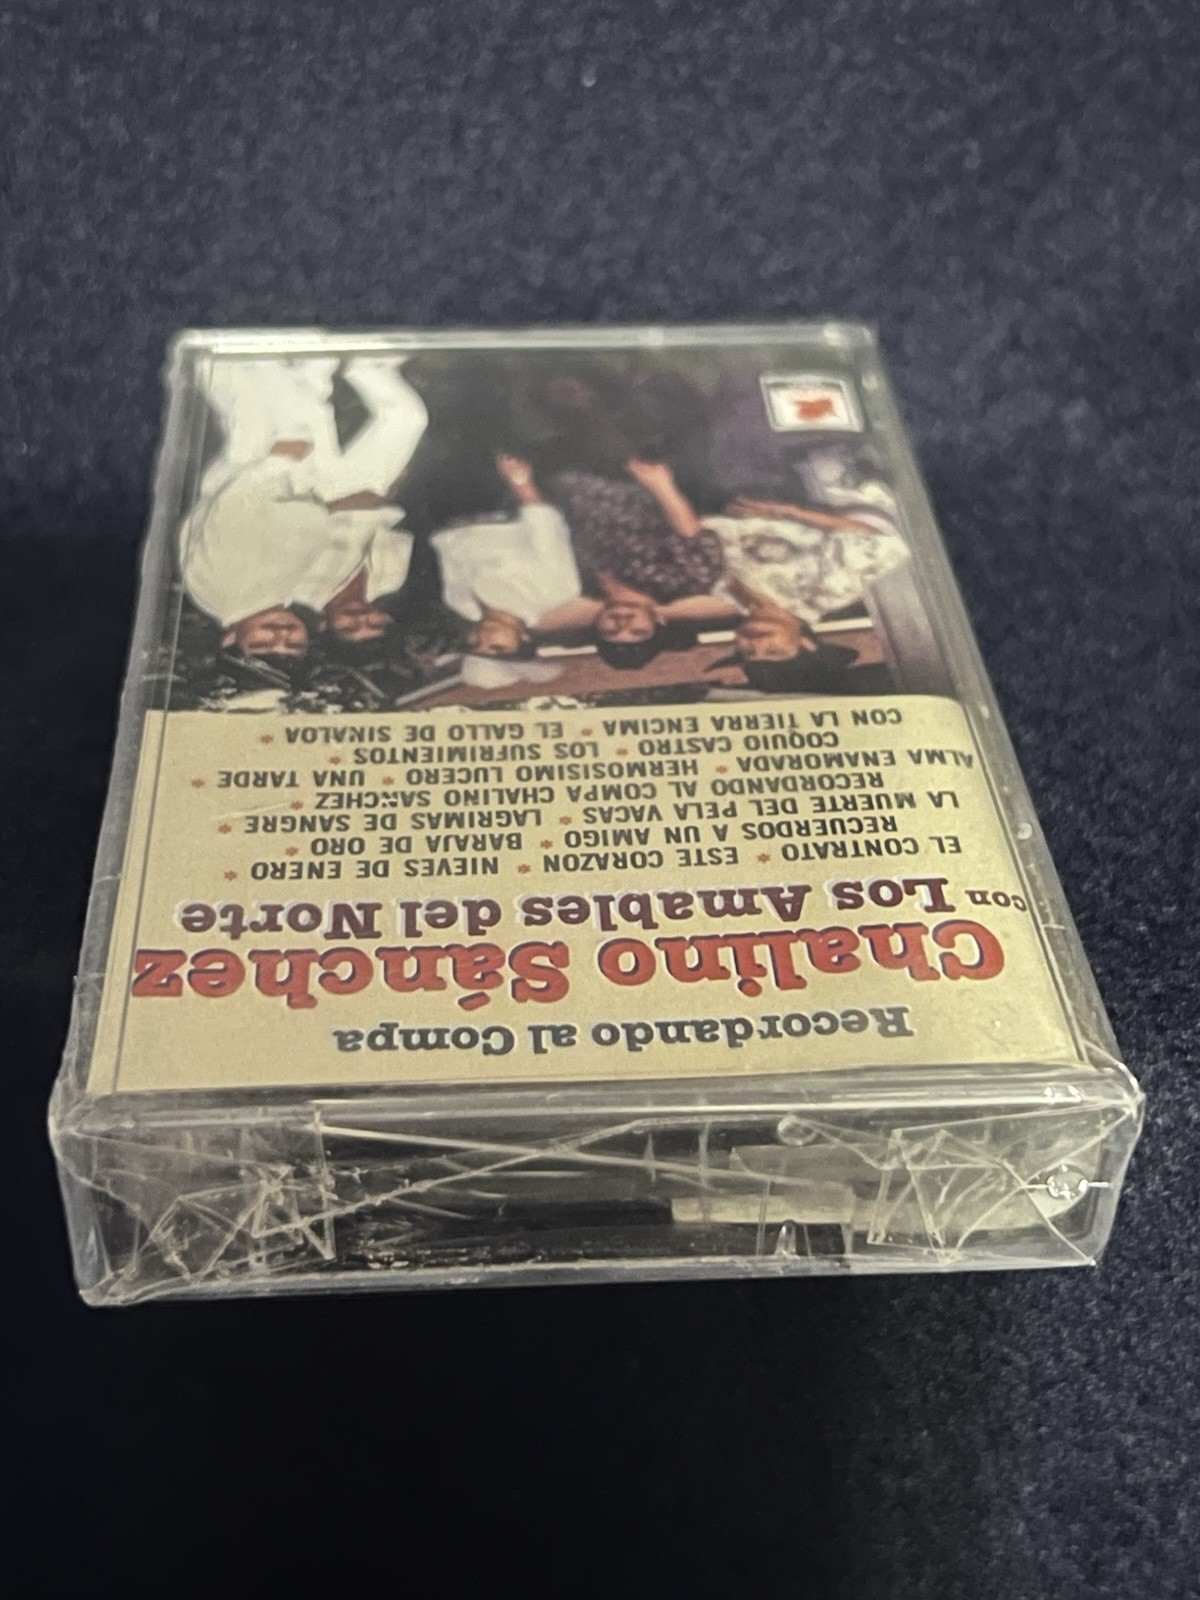 Recordando al Compa
Chalino Sánchez
con Los Amables del Norte
EL CONTRATO * ESTE CORAZON * NIEVES DE ENERO *
RECUERDOS A UN AMIGO * BARAJA DE ORO *
LA MUERTE DEL PELA VACAS * LAGRIMAS DE SANGRE *
RECORDANDO AL COMPA CHALINO SANCHEZ *
ALMA ENAMORADA * HERMOSISIMO LUCERO * UNA TARDE *
COQUIO CASTRO * LOS SUFRIMIENTOS *
CON LA TIERRA ENCIMA * EL GALLO DE SINALOA *